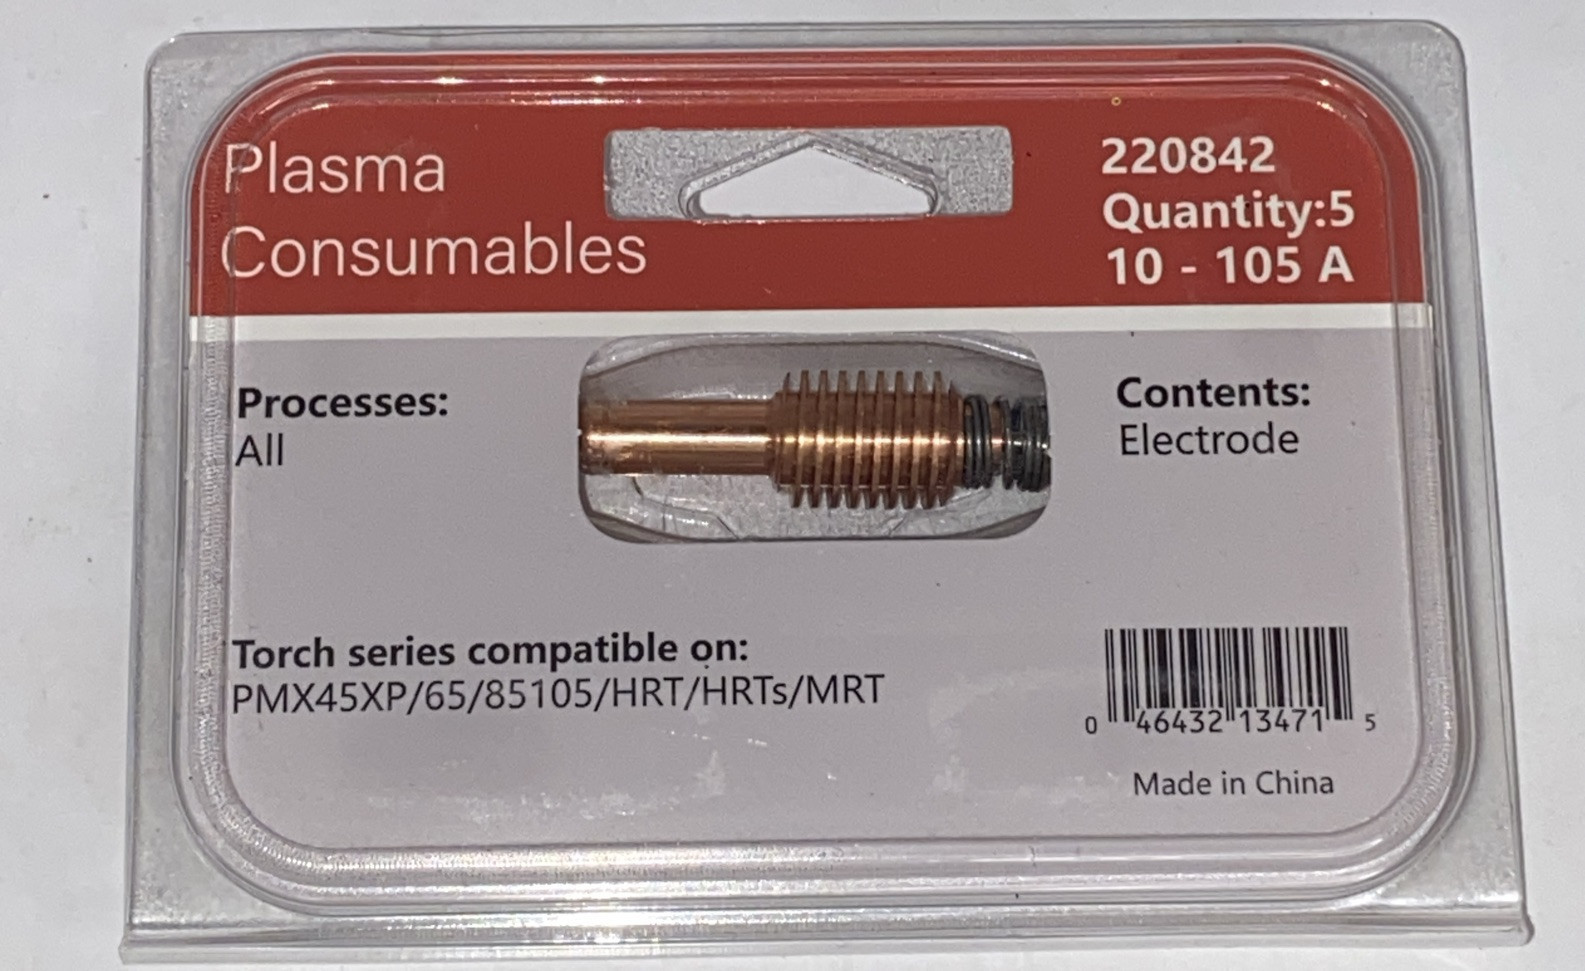 Plasma
Consumables
220842
Quantity:5
10 - 105 A
Processes:
All
Contents:
Electrode
Torch series compatible on:
PMX45XP/65/85105/HRT/HRTs/MRT
0 46432 13471 5
Made in China